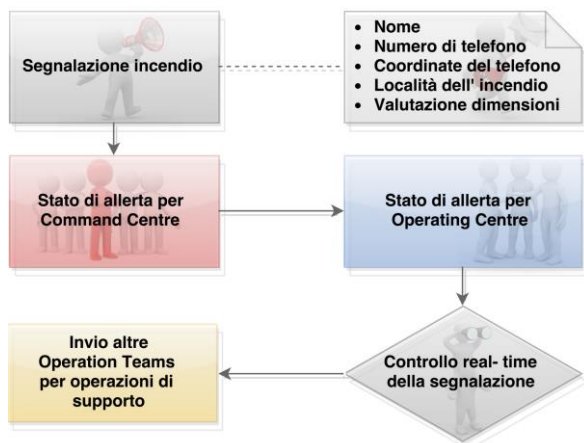 Segnalazione incendio
• Nome
• Numero di telefono
• Coordinate del telefono
• Località dell' incendio
• Valutazione dimensioni
Stato di allerta per
Command Centre
Stato di allerta per
Operating Centre
Invio altre
Operation Teams
per operazioni di
supporto
Controllo real- time
della segnalazione